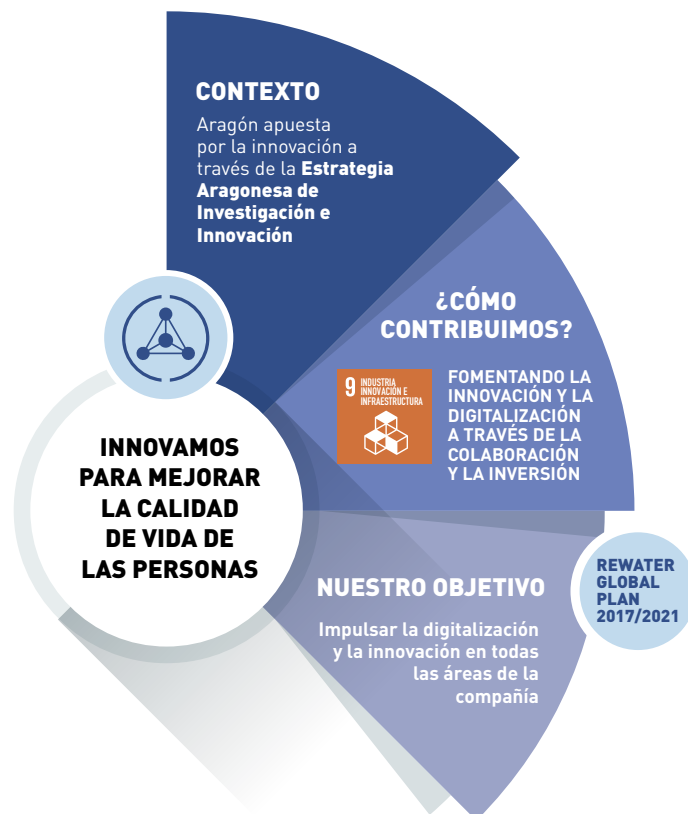 CONTEXTO
Aragón apuesta
por la innovación a
través de la Estrategia
Aragonesa de
Investigación e
Innovación
¿CÓMO
CONTRIBUIMOS?
9 INDUSTRIA
INNOVACIÓN E
INFRAESTRUCTURA
FOMENTANDO LA
INNOVACIÓN Y LA
DIGITALIZACIÓN
A TRAVÉS DE LA
COLABORACIÓN
Y LA INVERSIÓN
INNOVAMOS
PARA MEJORAR
LA CALIDAD
DE VIDA DE
LAS PERSONAS
NUESTRO OBJETIVO
Impulsar la digitalización
y la innovación en todas
las áreas de la
compañía
REWATER
GLOBAL
PLAN
2017/2021